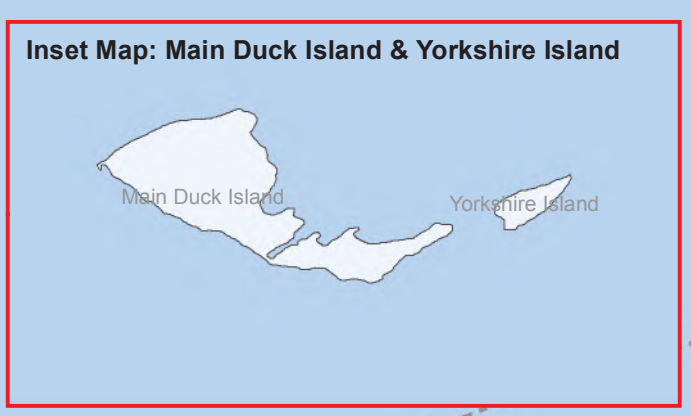 Inset Map: Main Duck Island & Yorkshire Island
Main Duck Island
Yorkshire Island